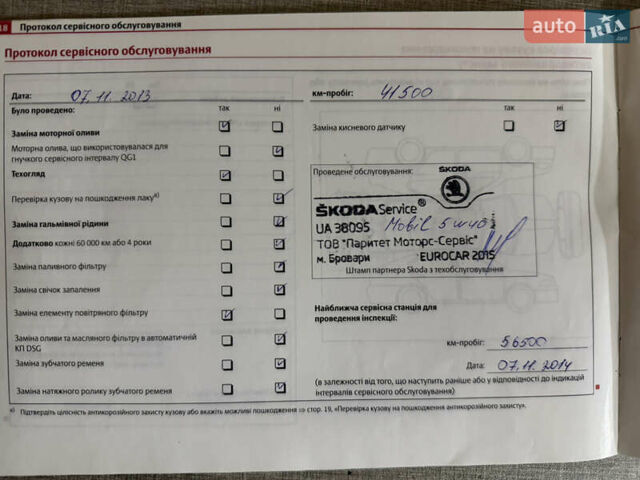 18 Протокол сервісного обслуговування
auto RIA.com
Протокол сервісного обслуговування
Дата: 07.11.2013
км-пробіг: 41500
Було проведено: так ні
так ні
Заміна моторної оливи
Заміна кисневого датчику
Моторна олива, що використовувалася для гнучкого сервісного інтервалу QG1
Техогляд
Перевірка кузову на пошкодження лаку а)
Заміна гальмівної рідини
Додатково кожні 60 000 км або 4 роки
Заміна паливного фільтру
Заміна свічок запалення
Заміна елементу повітряного фільтру
Заміна оливи та масляного фільтру в автоматичній КП DSG
Заміна зубчатого ременя
Заміна натяжного ролику зубчатого ременя
Проведене обслуговування:
ŠKODA
ŠKODA Service®
UA 38095 Mobil 5w40
ТОВ "Паритет Моторс-Сервіс"
м. Бровари EUROCAR 2015
Штамп партнера Skoda з техобслуговування
Найближча сервісна станція для
проведення інспекції:
км-пробіг: 56500
Дата: 07.11.2014
(в залежності від того, що наступить раніше або у відповідності до індикації
інтервалів сервісного обслуговування)
а) Підтвердіть цілісність антикорозійного захисту кузову або вкажіть можливі пошкодження ⇒ стор. 19, «Перевірка кузову на пошкодження антикорозійного захисту».